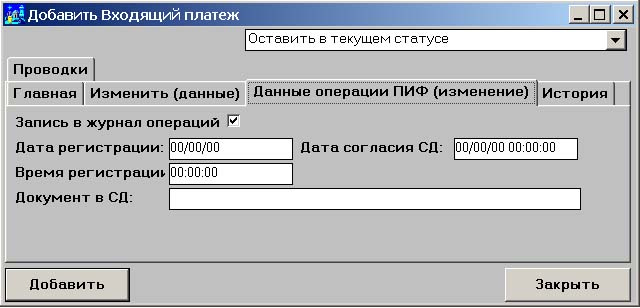 Добавить Входящий платеж
Оставить в текущем статусе
Проводки
Главная Изменить (данные) Данные операции ПИФ (изменение) История
Запись в журнал операций
Дата регистрации: 00/00/00 Дата согласия СД: 00/00/00 00:00:00
Время регистрации 00:00:00
Документ в СД:
Добавить Закрыть